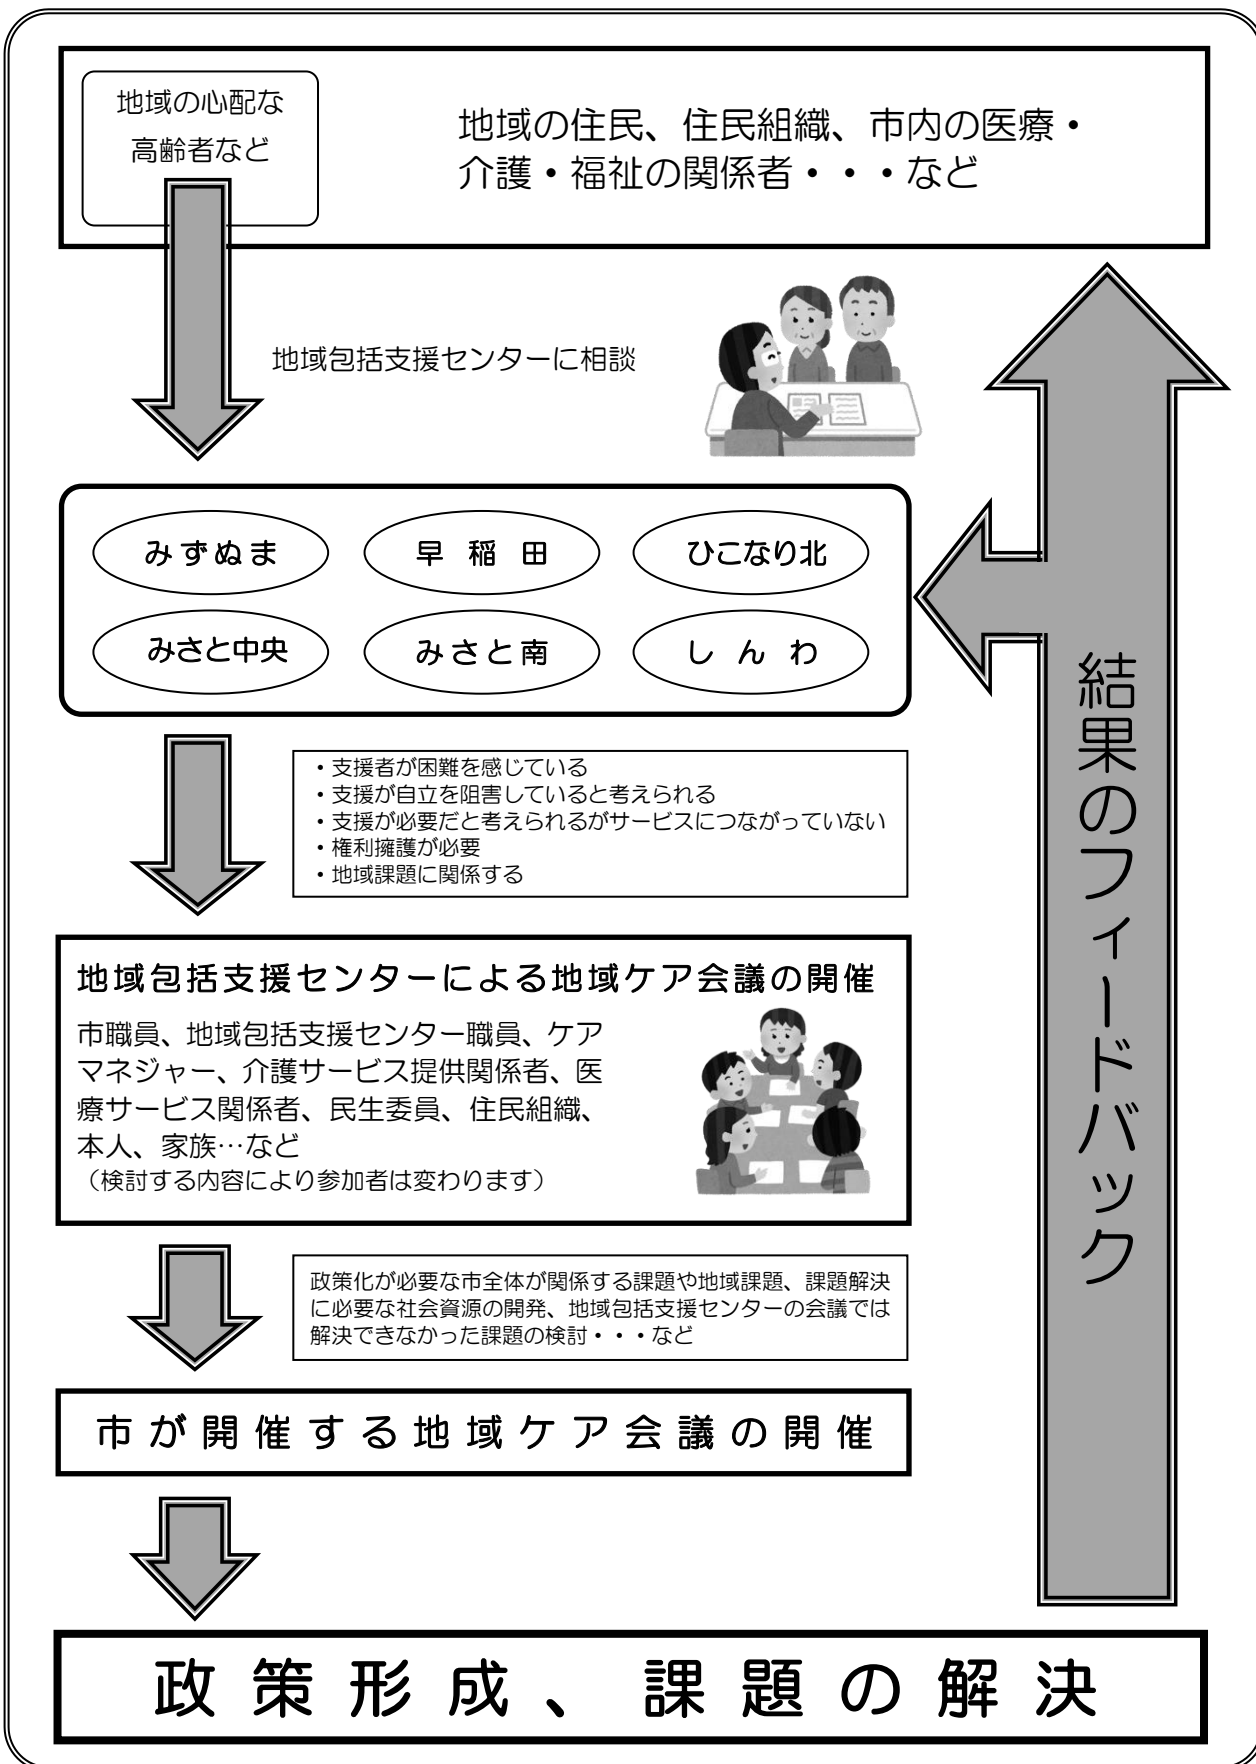 地域の心配な
高齢者など
地域の住民、住民組織、市内の医療・
介護・福祉の関係者・・・など
地域包括支援センターに相談
みずぬま
早稲田
ひこなり北
みさと中央
みさと南
しんわ
・支援者が困難を感じている
・支援が自立を阻害していると考えられる
・支援が必要だと考えられるがサービスにつながっていない
・権利擁護が必要
・地域課題に関係する
地域包括支援センターによる地域ケア会議の開催
市職員、地域包括支援センター職員、ケア
マネジャー、介護サービス提供関係者、医
療サービス関係者、民生委員、住民組織、
本人、家族…など
（検討する内容により参加者は変わります）
政策化が必要な市全体が関係する課題や地域課題、課題解決
に必要な社会資源の開発、地域包括支援センターの会議では
解決できなかった課題の検討・・・など
市が開催する地域ケア会議の開催
政策形成、課題の解決
結果のフィードバック